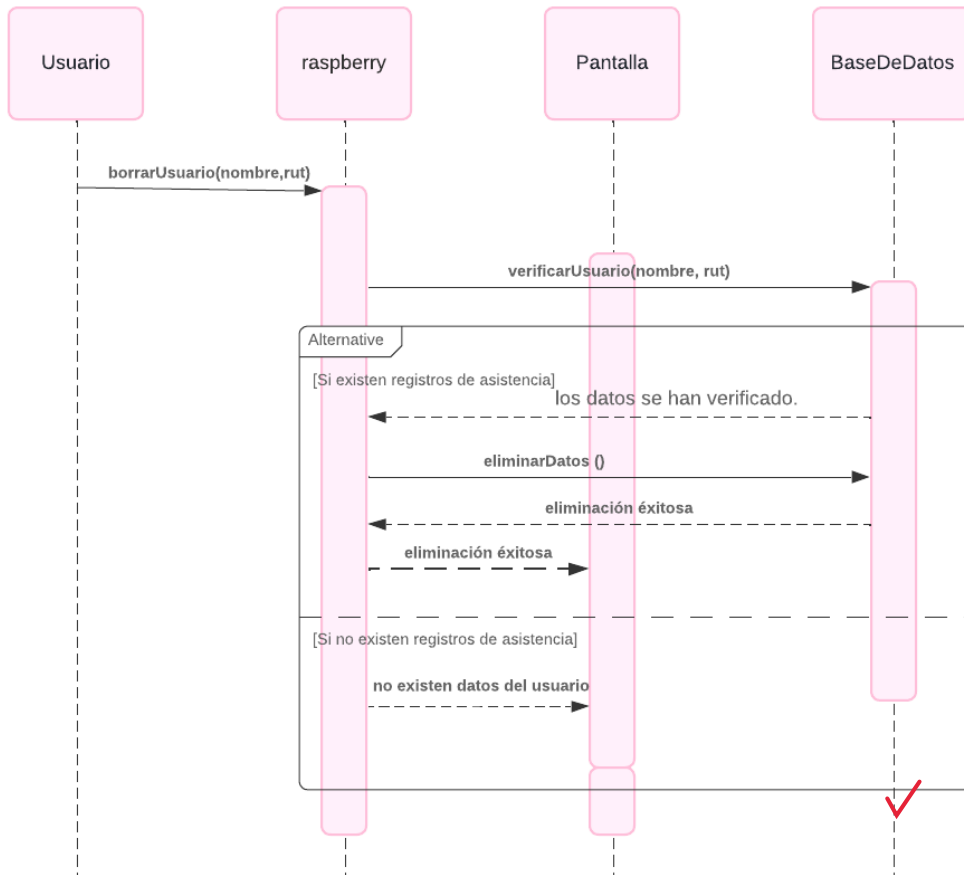 Usuario
raspberry
Pantalla
BaseDeDatos
borrarUsuario(nombre,rut)
verificarUsuario(nombre, rut)
Alternative
[Si existen registros de asistencia]
los datos se han verificado.
eliminarDatos ()
eliminación éxitosa
eliminación éxitosa
[Si no existen registros de asistencia]
no existen datos del usuario